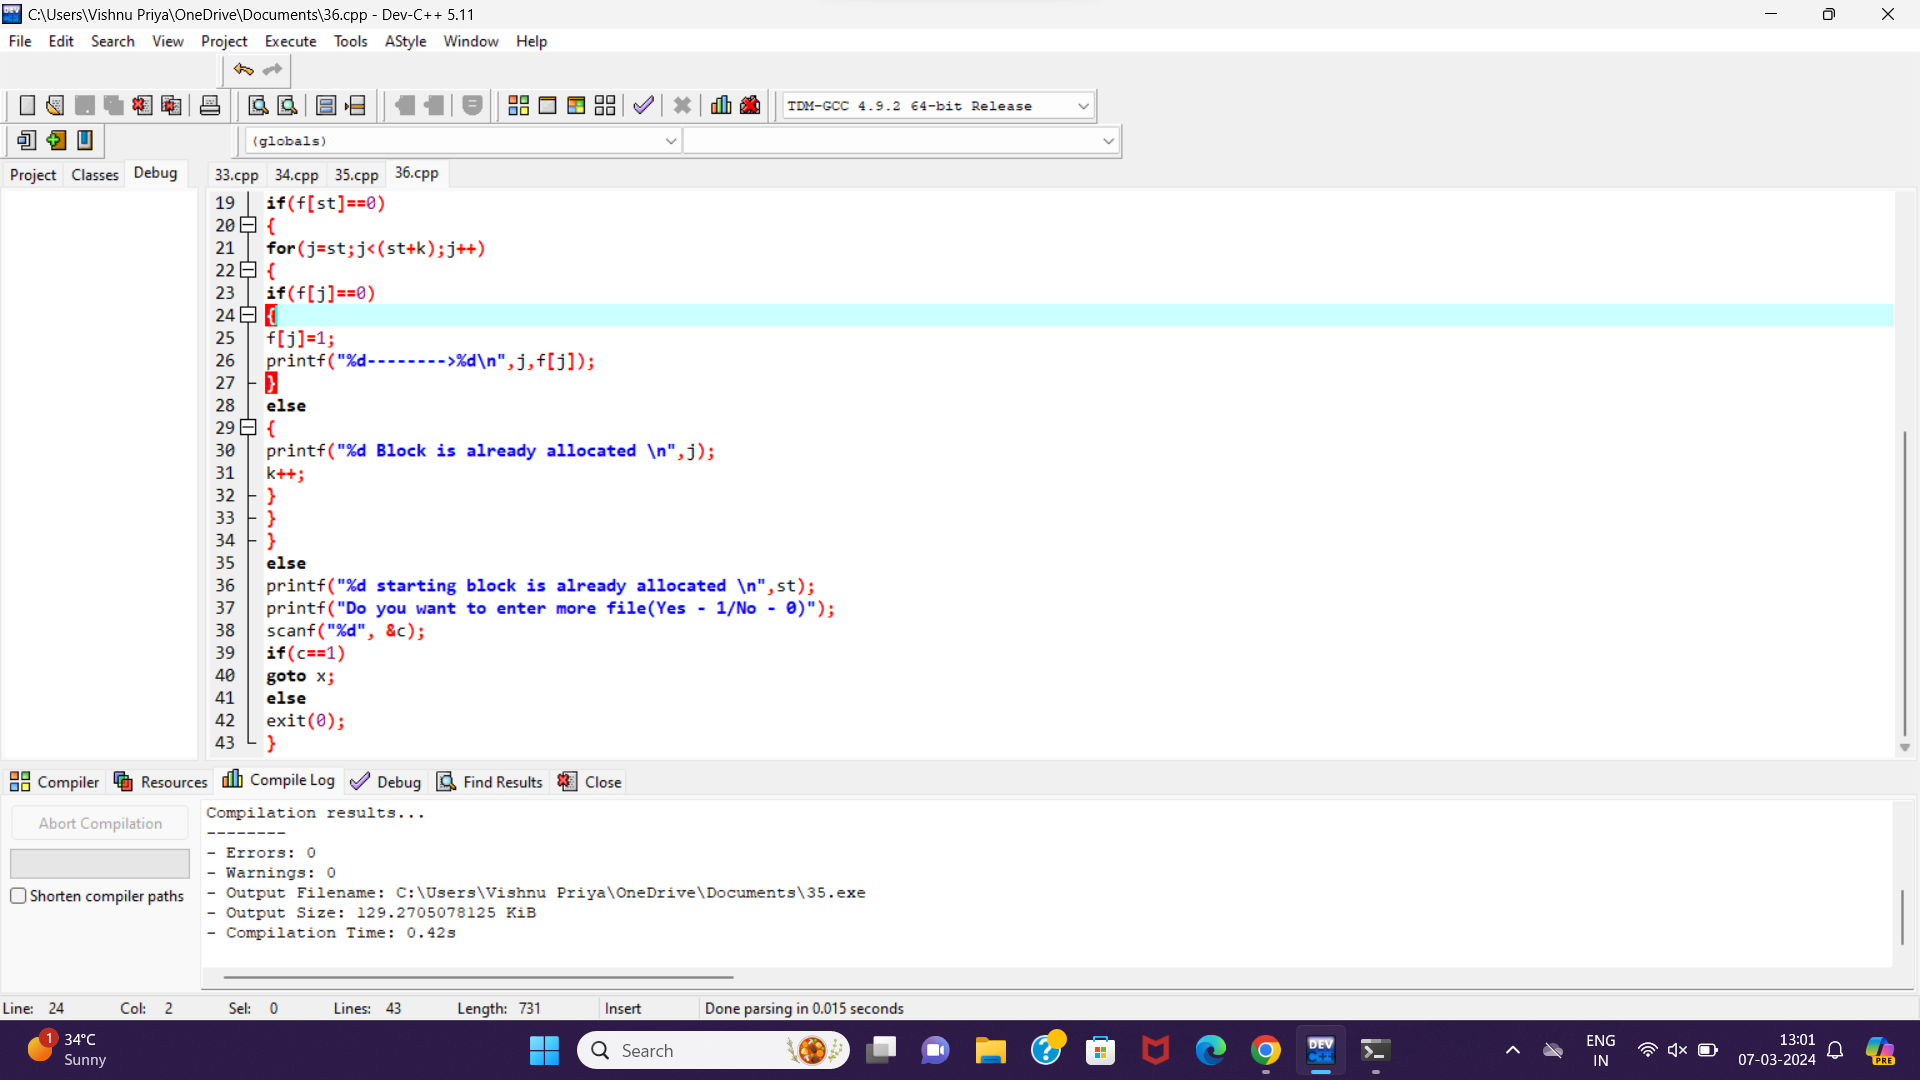 C:\Users\Vishnu Priya\OneDrive\Documents\36.cpp - Dev-C++ 5.11
File Edit Search View Project Execute Tools AStyle Window Help
TDM-GCC 4.9.2 64-bit Release
(globals)
Project Classes Debug
33.cpp 34.cpp 35.cpp 36.cpp
19 if(f[st]==0)
20 {
21 for(j=st;j<(st+k);j++)
22 {
23 if(f[j]==0)
24 {
25 f[j]=1;
26 printf("%d-------->%d\n",j,f[j]);
27 }
28 else
29 {
30 printf("%d Block is already allocated \n",j);
31 k++;
32 }
33 }
34 }
35 else
36 printf("%d starting block is already allocated \n",st);
37 printf("Do you want to enter more file(Yes - 1/No - 0)");
38 scanf("%d", &c);
39 if(c==1)
40 goto x;
41 else
42 exit(0);
43 }
Compiler Resources Compile Log Debug Find Results Close
Abort Compilation
Shorten compiler paths
Compilation results...
--------
- Errors: 0
- Warnings: 0
- Output Filename: C:\Users\Vishnu Priya\OneDrive\Documents\35.exe
- Output Size: 129.2705078125 KiB
- Compilation Time: 0.42s
Line: 24 Col: 2 Sel: 0 Lines: 43 Length: 731 Insert Done parsing in 0.015 seconds
1
34°C
Sunny
Search
DEV
C++
ENG
IN
13:01
07-03-2024
PRE